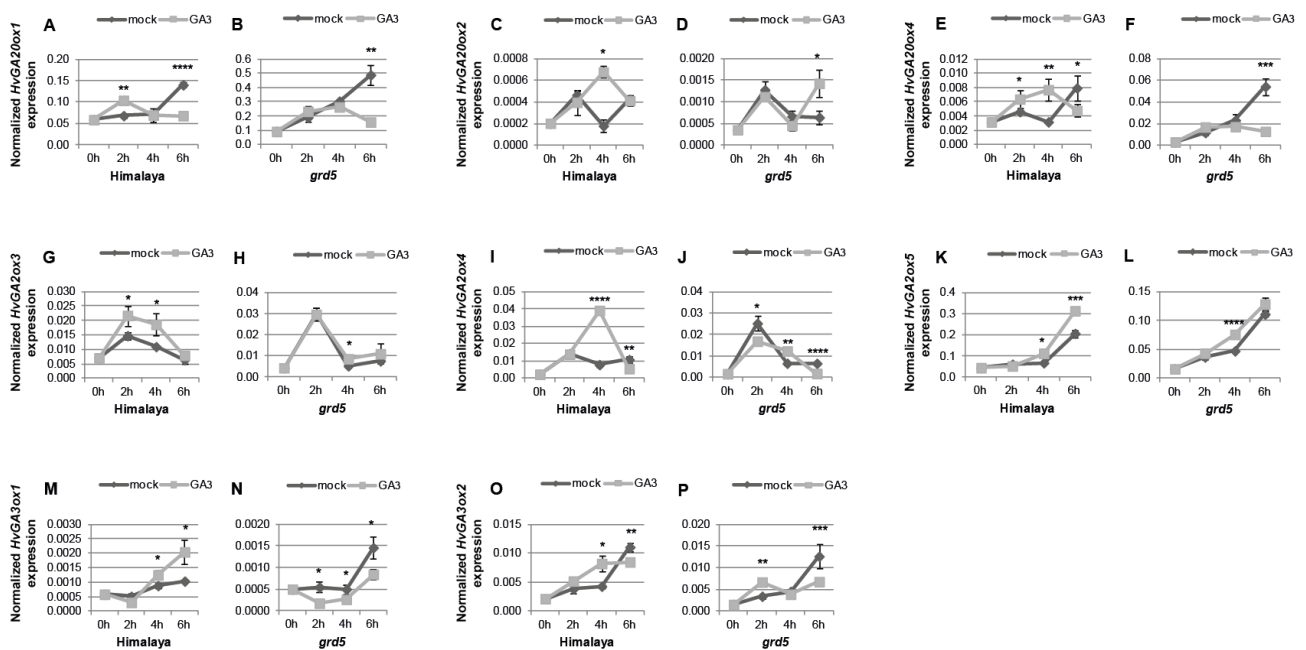 mock GA3 mock GA3 mock GA3 mock GA3 mock GA3 mock GA3
A B C D E F
Normalized HvGA20ox1 expression
0.20 0.15 0.10 0.05 0.00
** ****
0h 2h 4h 6h
Himalaya
0.6 0.5 0.4 0.3 0.2 0.1 0.0
**
0h 2h 4h 6h
grd5
Normalized HvGA20ox2 expression
0.0008 0.0006 0.0004 0.0002 0.0000
*
0h 2h 4h 6h
Himalaya
0.0020 0.0015 0.0010 0.0005 0.0000
*
0h 2h 4h 6h
grd5
Normalized HvGA20ox4 expression
0.012 0.010 0.008 0.006 0.004 0.002 0.000
* ** *
0h 2h 4h 6h
Himalaya
0.08 0.06 0.04 0.02 0.00
***
0h 2h 4h 6h
grd5
mock GA3 mock GA3 mock GA3 mock GA3 mock GA3 mock GA3
G H I J K L
Normalized HvGA2ox3 expression
0.030 0.025 0.020 0.015 0.010 0.005 0.000
* *
0h 2h 4h 6h
Himalaya
0.04 0.03 0.02 0.01 0.00
*
0h 2h 4h 6h
grd5
Normalized HvGA2ox4 expression
0.05 0.04 0.03 0.02 0.01 0.00
**** **
0h 2h 4h 6h
Himalaya
0.04 0.03 0.02 0.01 0.00
* ** ****
0h 2h 4h 6h
grd5
Normalized HvGA2ox5 expression
0.4 0.3 0.2 0.1 0.0
* ***
0h 2h 4h 6h
Himalaya
0.15 0.10 0.05 0.00
****
0h 2h 4h 6h
grd5
mock GA3 mock GA3 mock GA3 mock GA3
M N O P
Normalized HvGA3ox1 expression
0.0030 0.0025 0.0020 0.0015 0.0010 0.0005 0.0000
* *
0h 2h 4h 6h
Himalaya
0.0020 0.0015 0.0010 0.0005 0.0000
* * *
0h 2h 4h 6h
grd5
Normalized HvGA3ox2 expression
0.015 0.010 0.005 0.000
* **
0h 2h 4h 6h
Himalaya
0.020 0.015 0.010 0.005 0.000
** ***
0h 2h 4h 6h
grd5